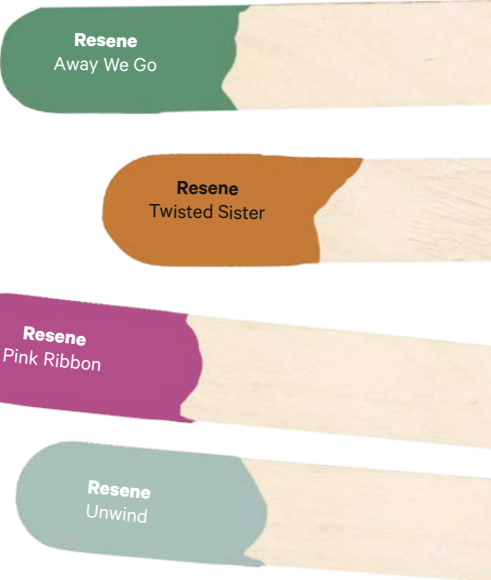 Resene
Away We Go
Resene
Twisted Sister
Resene
Pink Ribbon
Resene
Unwind